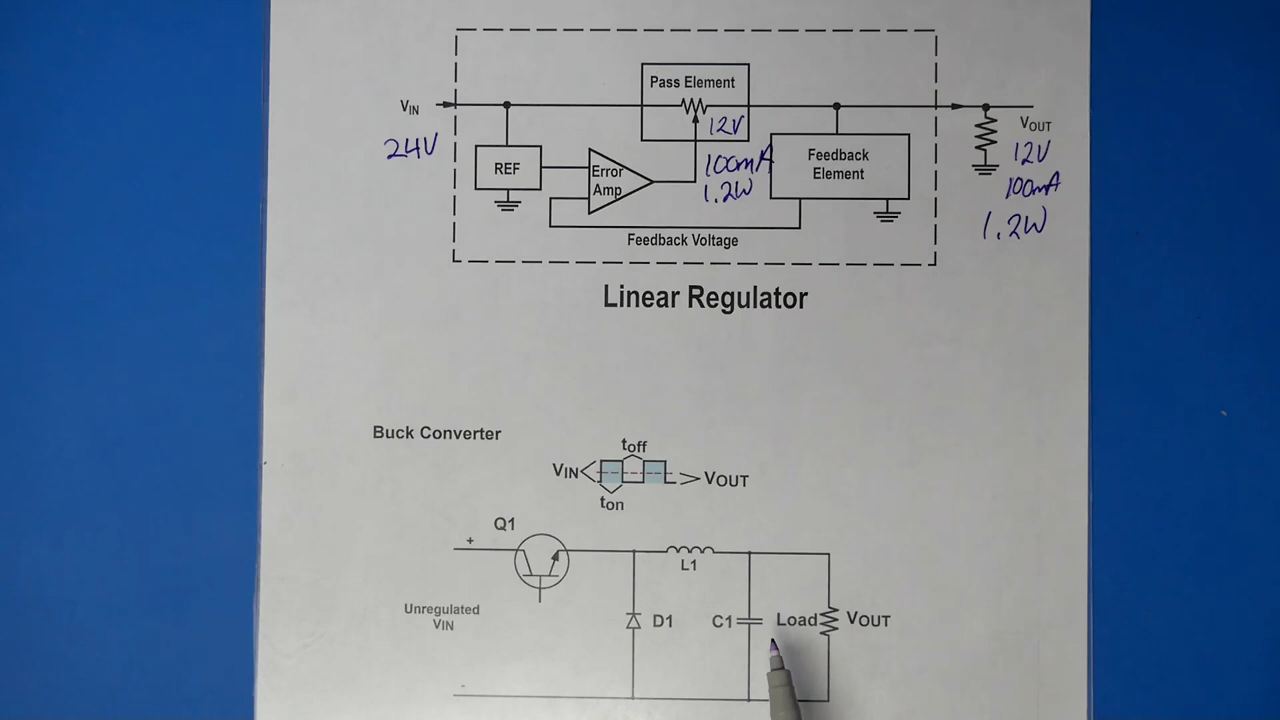 Pass Element
VIN
24V
12V
REF
Error
Amp
100mA
1.2W
Feedback
Element
Feedback Voltage
VOUT
12V
100mA
1.2W
Linear Regulator
Buck Converter
toff
VIN
VOUT
ton
Q1
+
L1
Unregulated
VIN
D1
C1
Load
VOUT
-